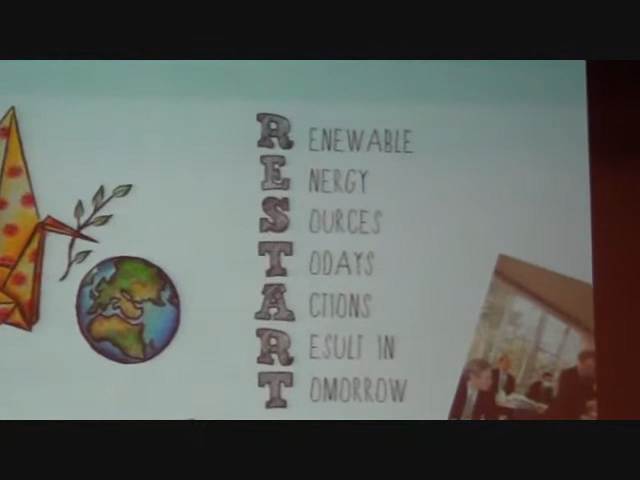 RENEWABLE
ENERGY
SOURCES
TODAYS
ACTIONS
RESULT IN
TOMORROW